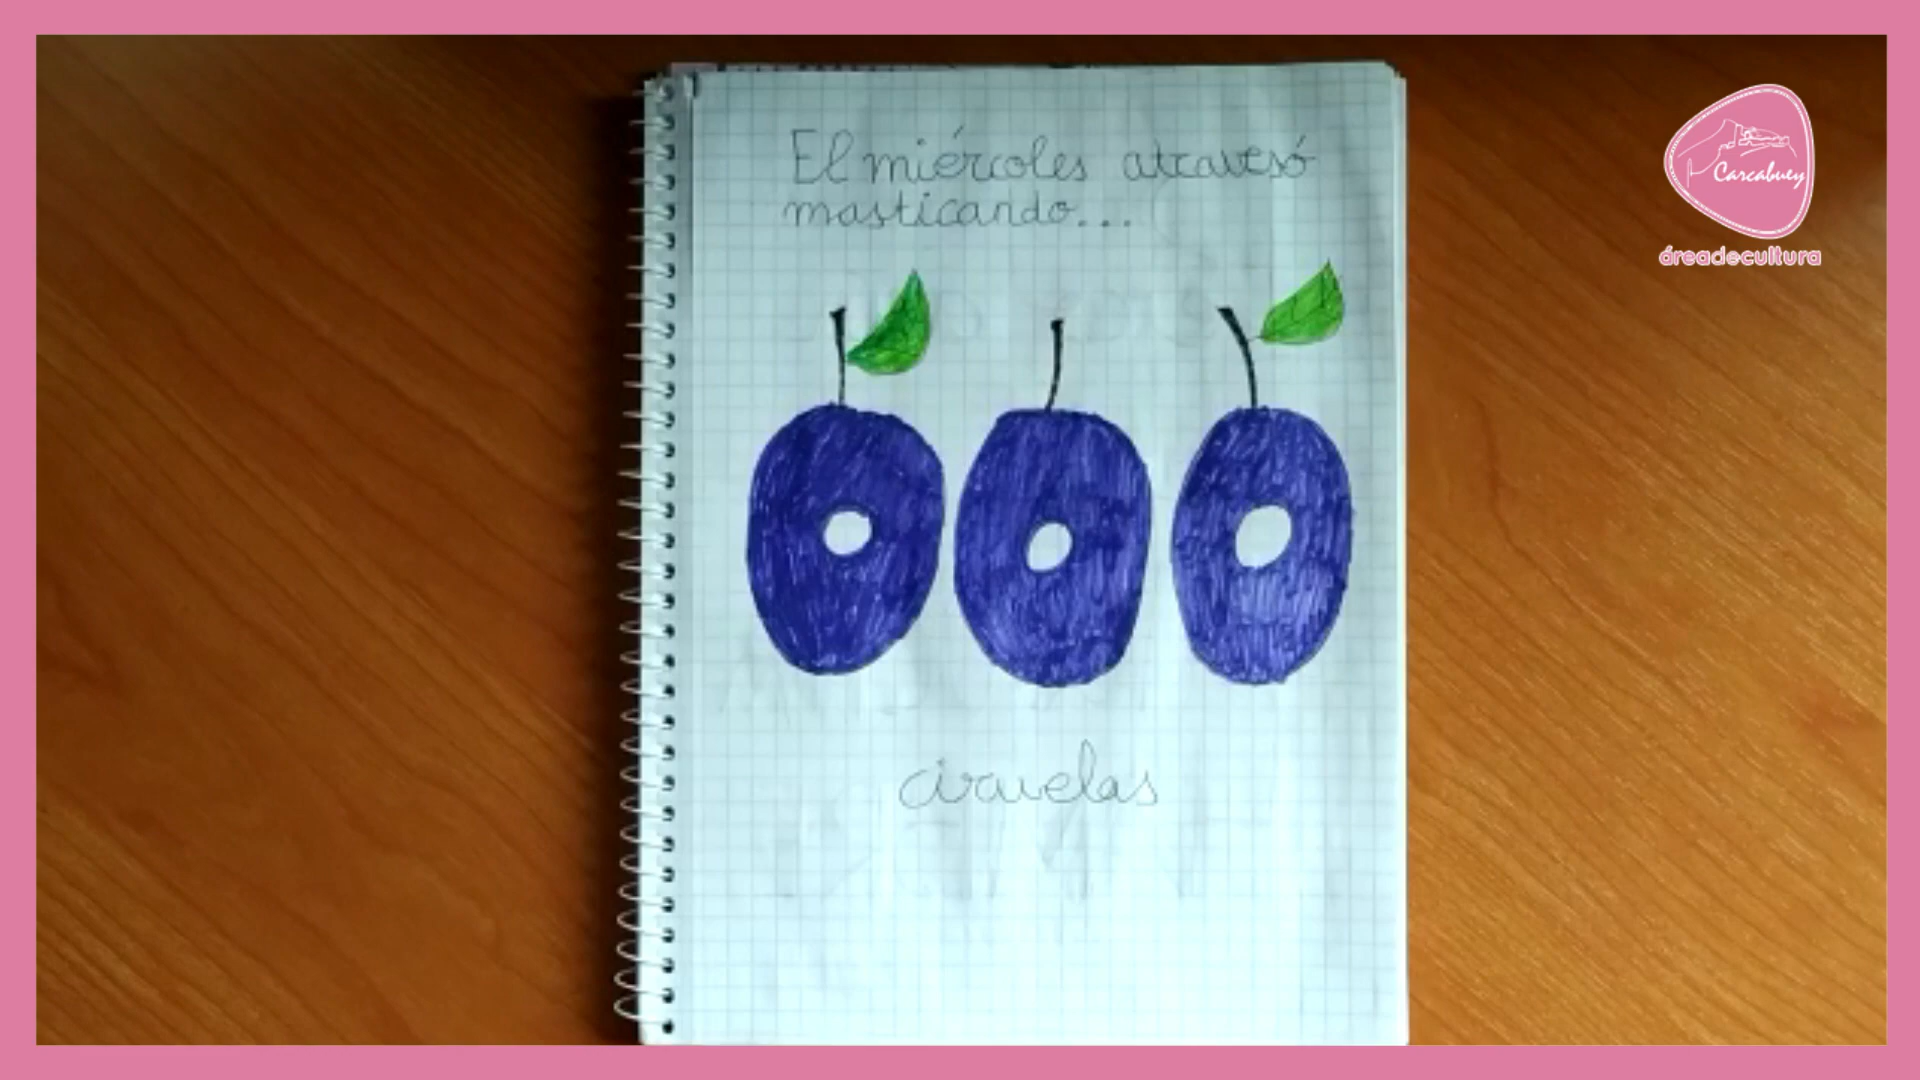 El miércoles atravesó
masticando...
ciruelas
Carcabuey
áreadecultura